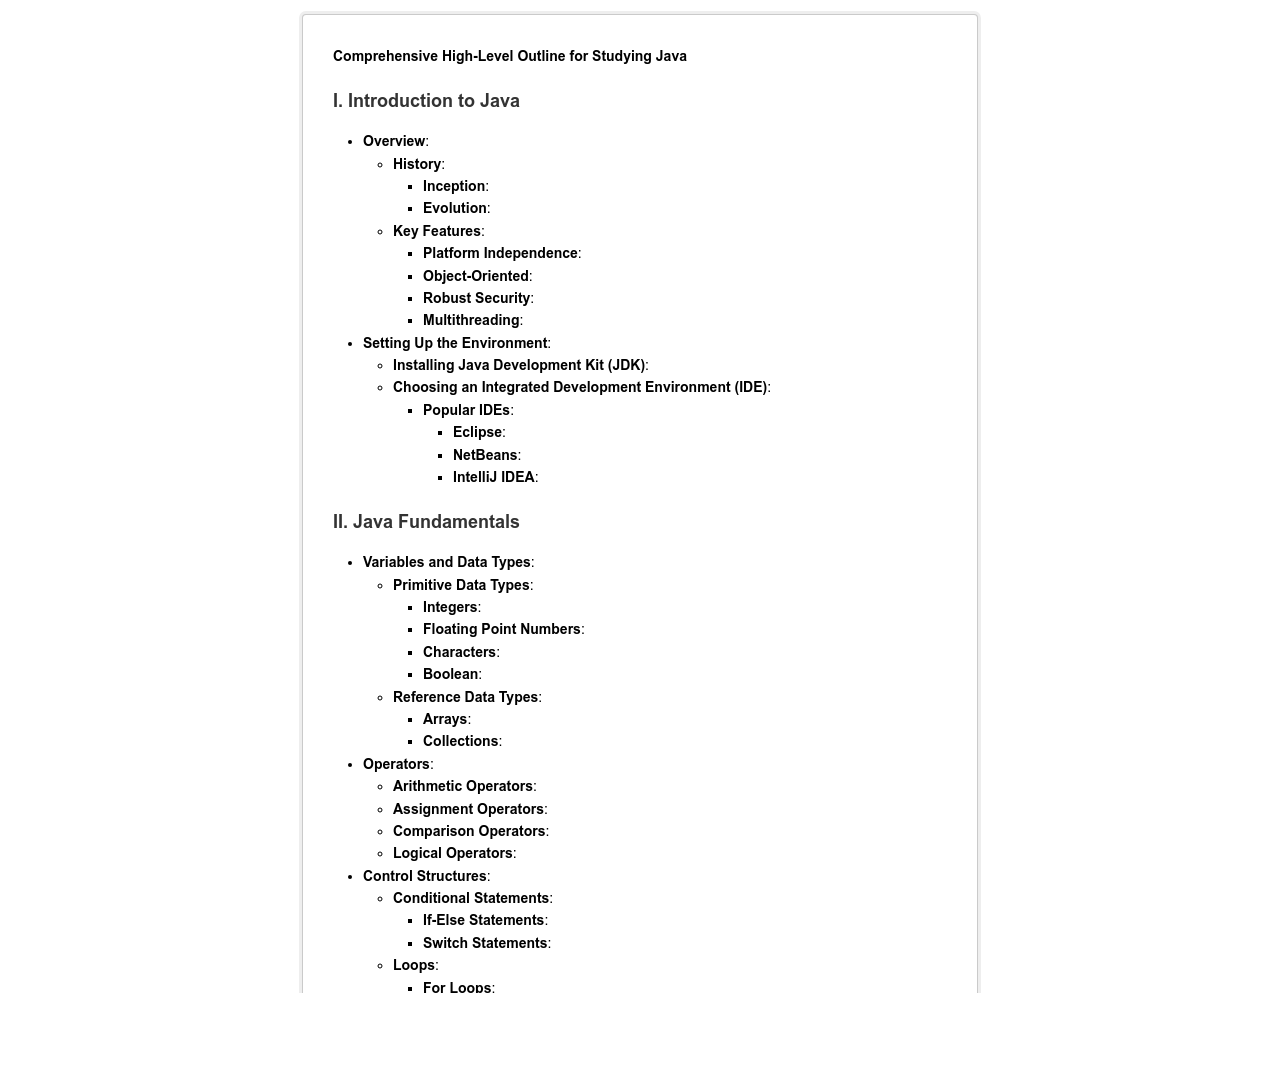 Comprehensive High-Level Outline for Studying Java
I. Introduction to Java
Overview:
History:
Inception:
Evolution:
Key Features:
Platform Independence:
Object-Oriented:
Robust Security:
Multithreading:
Setting Up the Environment:
Installing Java Development Kit (JDK):
Choosing an Integrated Development Environment (IDE):
Popular IDEs:
Eclipse:
NetBeans:
IntelliJ IDEA:
II. Java Fundamentals
Variables and Data Types:
Primitive Data Types:
Integers:
Floating Point Numbers:
Characters:
Boolean:
Reference Data Types:
Arrays:
Collections:
Operators:
Arithmetic Operators:
Assignment Operators:
Comparison Operators:
Logical Operators:
Control Structures:
Conditional Statements:
If-Else Statements:
Switch Statements:
Loops:
For Loops: